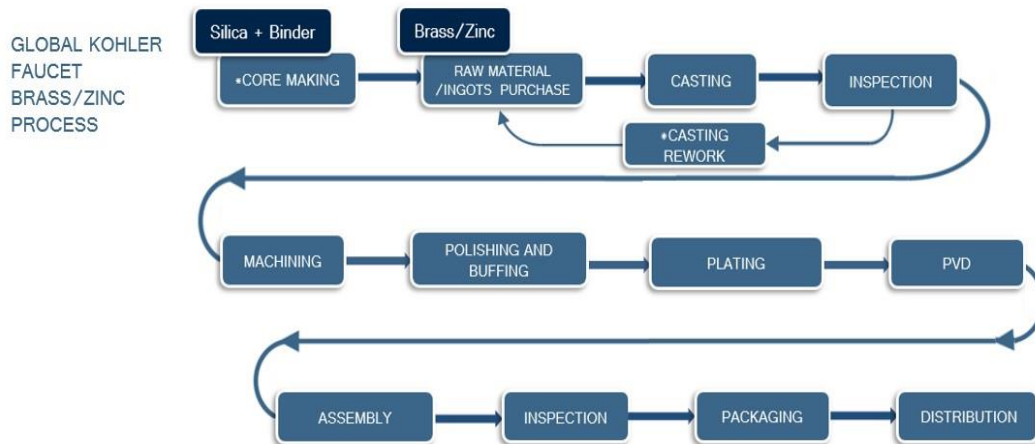 GLOBAL KOHLER
FAUCET
BRASS/ZINC
PROCESS
Silica + Binder
*CORE MAKING
Brass/Zinc
RAW MATERIAL
/INGOTS PURCHASE
CASTING
INSPECTION
*CASTING
REWORK
MACHINING
POLISHING AND
BUFFING
PLATING
PVD
ASSEMBLY
INSPECTION
PACKAGING
DISTRIBUTION